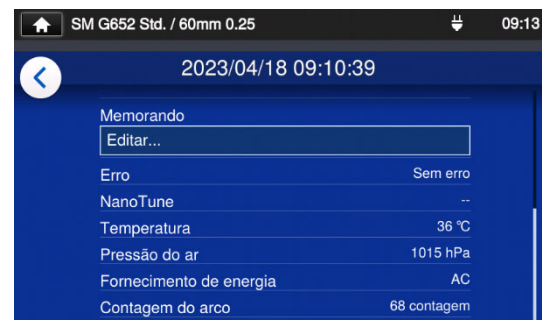 SM G652 Std. / 60mm 0.25 09:13
2023/04/18 09:10:39
Memorando
Editar...
Erro Sem erro
NanoTune --
Temperatura 36 ℃
Pressão do ar 1015 hPa
Fornecimento de energia AC
Contagem do arco 68 contagem